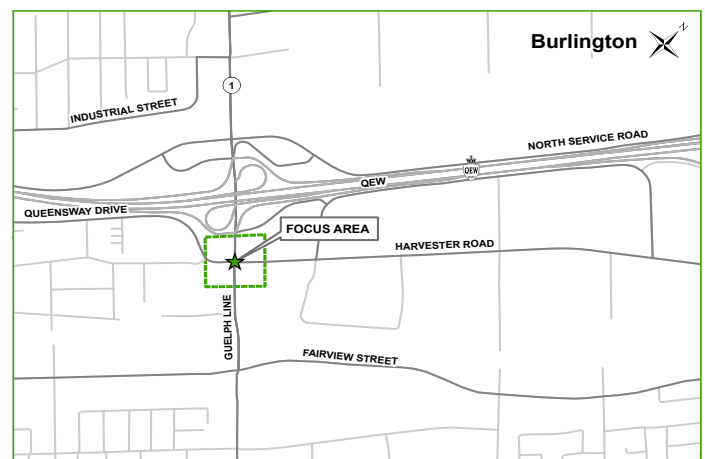 Burlington
N
1
INDUSTRIAL STREET
NORTH SERVICE ROAD
QEW
QEW
QUEENSWAY DRIVE
FOCUS AREA
HARVESTER ROAD
GUELPH LINE
FAIRVIEW STREET